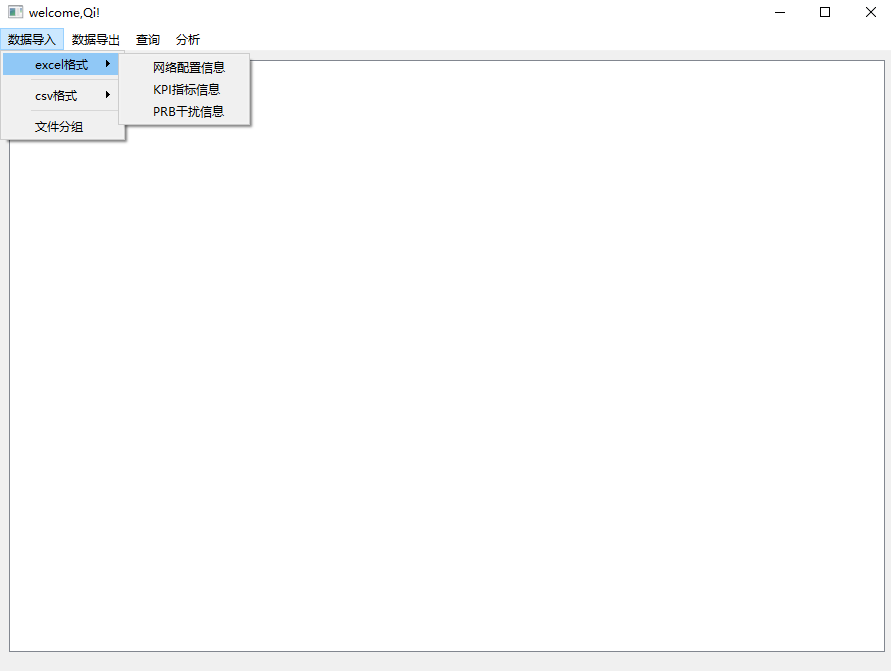 welcome,Qi!
数据导入 数据导出 查询 分析
excel格式
csv格式
文件分组
网络配置信息
KPI指标信息
PRB干扰信息